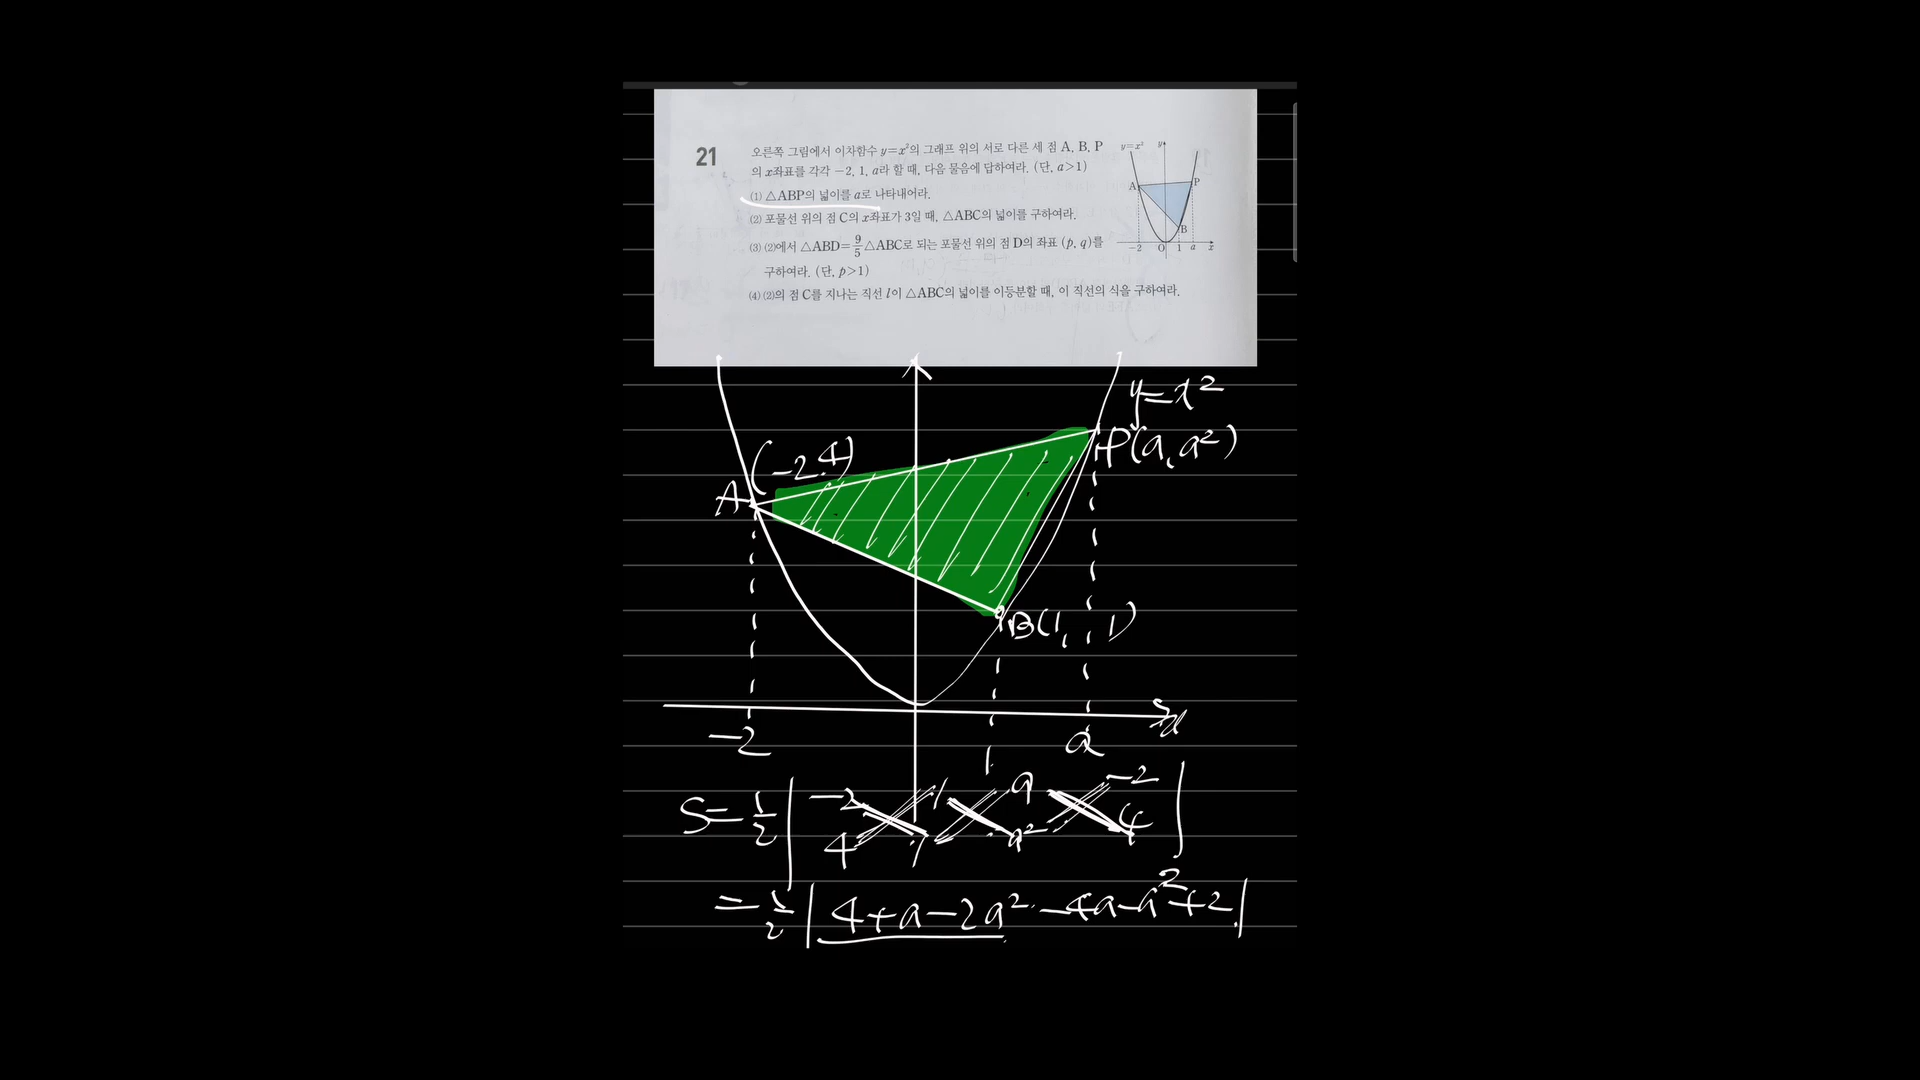 21
오른쪽 그림에서 이차함수 y=x²의 그래프 위의 서로 다른 세 점 A, B, P
의 x좌표를 각각 −2, 1, a라 할 때, 다음 물음에 답하여라. (단, a>1)
(1) △ABP의 넓이를 a로 나타내어라.
(2) 포물선 위의 점 C의 x좌표가 3일 때, △ABC의 넓이를 구하여라.
(3) (2)에서 △ABD=9/5△ABC로 되는 포물선 위의 점 D의 좌표 (p, q)를
구하여라. (단, p>1)
(4) (2)의 점 C를 지나는 직선 l이 △ABC의 넓이를 이등분할 때, 이 직선의 식을 구하여라.
y=x² y
A P
B
−2 O 1 a x
y=x²
P(a, a²)
(−2.4)
A
B(1, 1)
x
−2 1 a
S=1/2| −2 1 a −2 |
4 1 a² 4
=1/2| 4+a−2a²−4a−a²+2 |